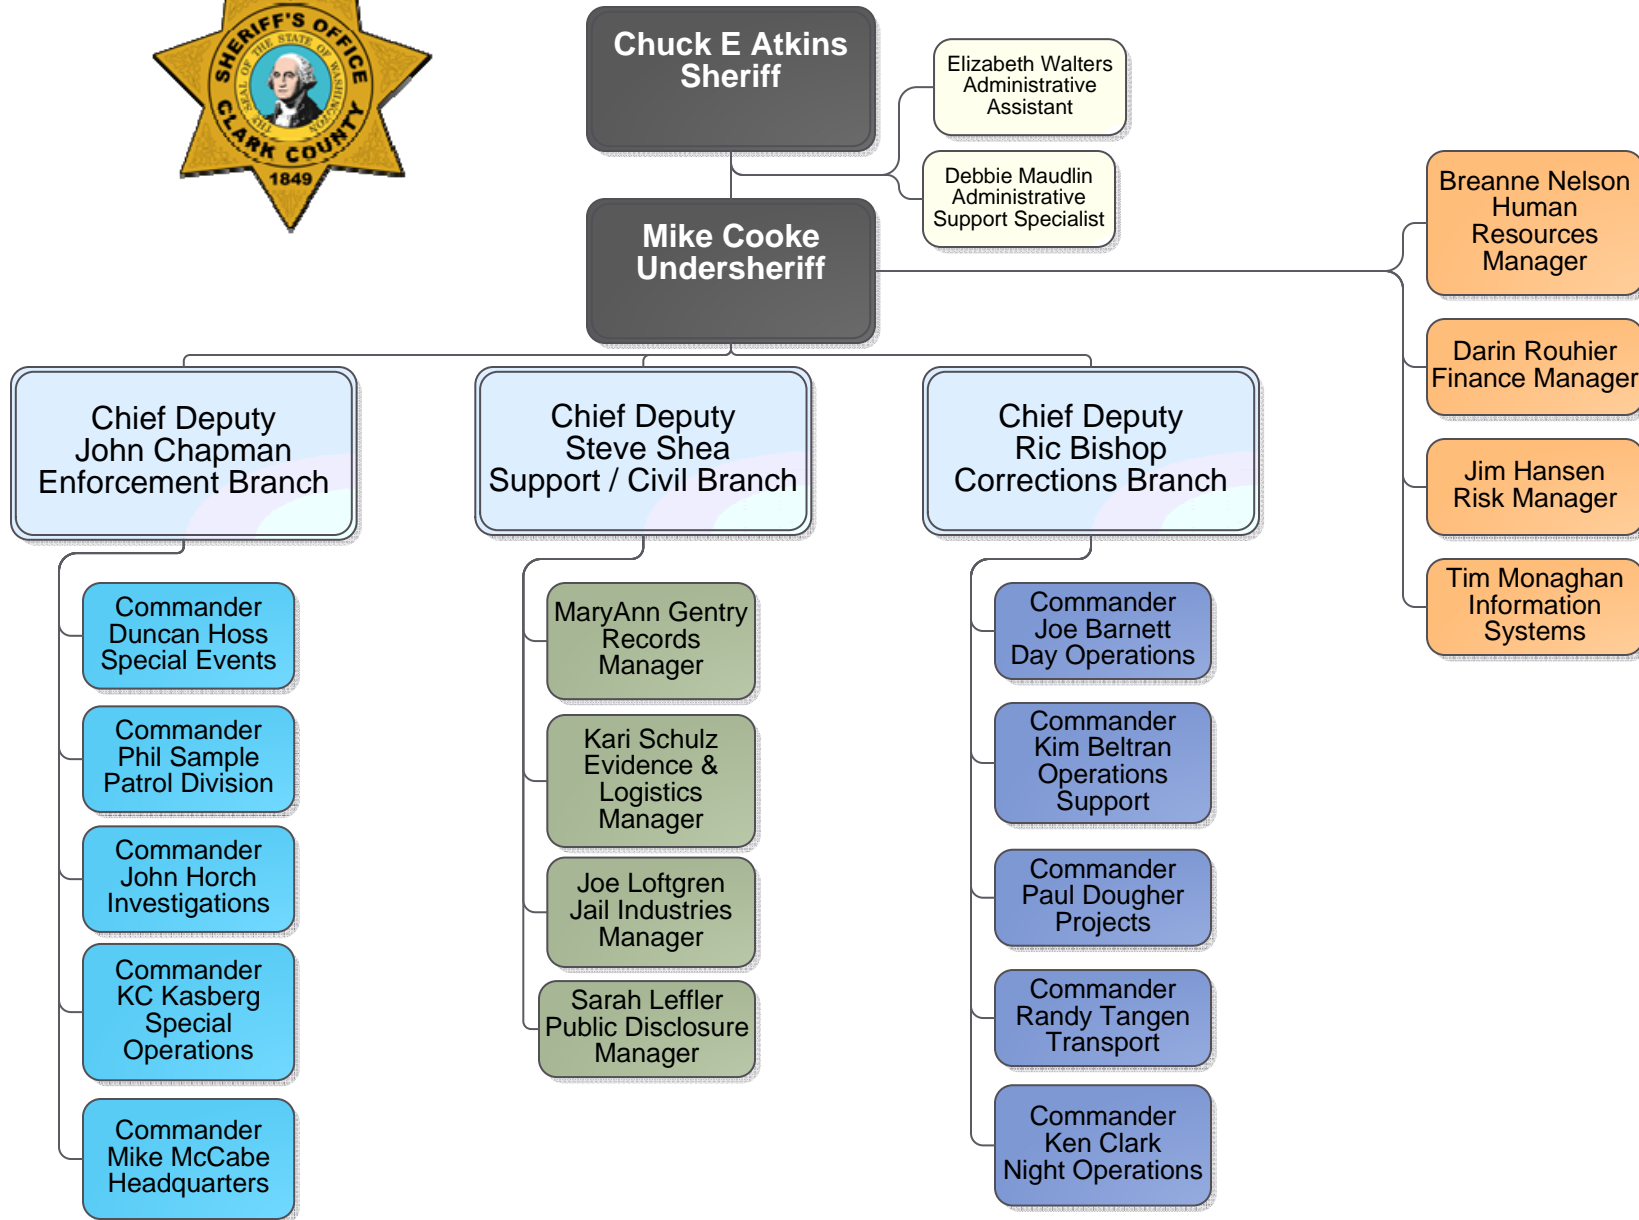 SHERIFF'S OFFICE
THE STATE OF
SEAL OF
WASHINGTON
CLARK COUNTY
1849
Chuck E Atkins
Sheriff
Elizabeth Walters
Administrative
Assistant
Debbie Maudlin
Administrative
Support Specialist
Mike Cooke
Undersheriff
Breanne Nelson
Human
Resources
Manager
Darin Rouhier
Finance Manager
Jim Hansen
Risk Manager
Tim Monaghan
Information
Systems
Chief Deputy
John Chapman
Enforcement Branch
Commander
Duncan Hoss
Special Events
Commander
Phil Sample
Patrol Division
Commander
John Horch
Investigations
Commander
KC Kasberg
Special
Operations
Commander
Mike McCabe
Headquarters
Chief Deputy
Steve Shea
Support / Civil Branch
MaryAnn Gentry
Records
Manager
Kari Schulz
Evidence &
Logistics
Manager
Joe Loftgren
Jail Industries
Manager
Sarah Leffler
Public Disclosure
Manager
Chief Deputy
Ric Bishop
Corrections Branch
Commander
Joe Barnett
Day Operations
Commander
Kim Beltran
Operations
Support
Commander
Paul Dougher
Projects
Commander
Randy Tangen
Transport
Commander
Ken Clark
Night Operations